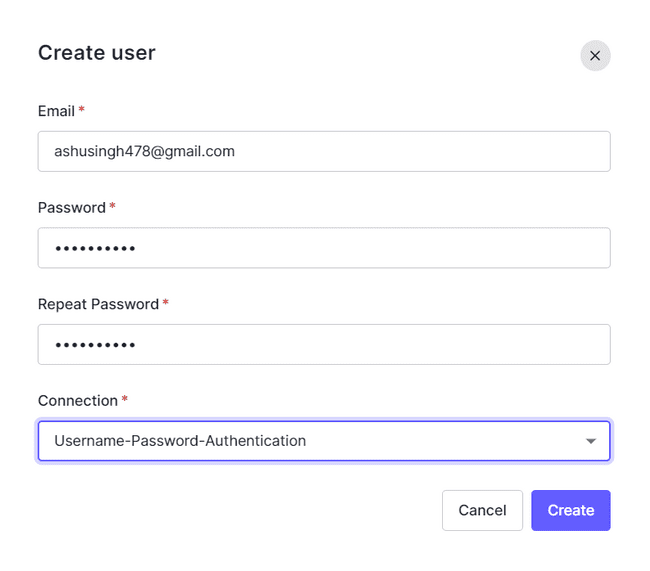 Create user
Email *
ashusingh478@gmail.com
Password *
••••••••••
Repeat Password *
••••••••••
Connection *
Username-Password-Authentication
Cancel Create